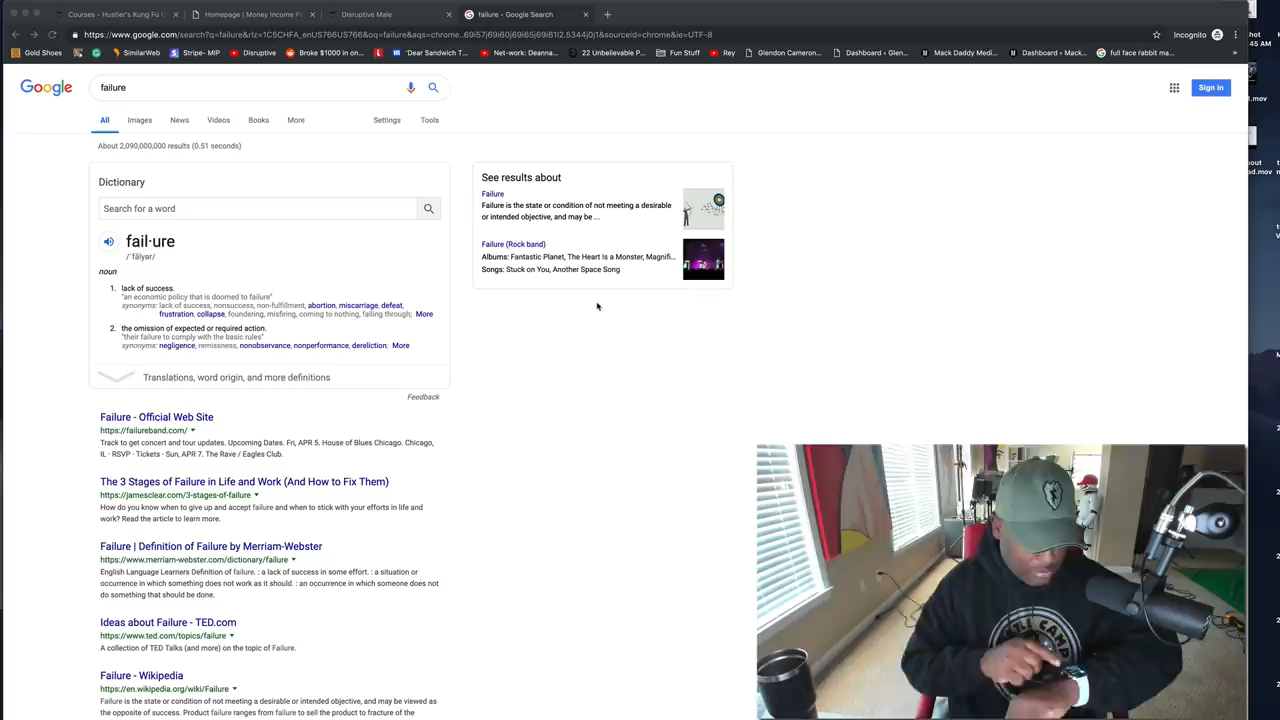 Courses - Hustler's Kung Fu U
Homepage | Money Income Pr
Disruptive Male
failure - Google Search
https://www.google.com/search?q=failure&rlz=1C5CHFA_enUS766US766&oq=failure&aqs=chrome..69i57j69i60j69i65j69i61j0l2.5344j0j1&sourceid=chrome&ie=UTF-8
Incognito
Gold Shoes
SimilarWeb
Stripe- MIP
Disruptive
Broke $1000 in...
'Dear Sandwich T...
Net-work: Deanna...
22 Unbelievable P...
Fun Stuff
Rey
Glendon Cameron...
Dashboard ‹ Glen...
Mack Daddy Medi...
Dashboard ‹ Mack...
full face rabbit ma...
»
Google
failure
Sign in
All Images News Videos Books More Settings Tools
About 2,090,000,000 results (0.51 seconds)
Dictionary
Search for a word
fail·ure
/ˈfālyər/
noun
1. lack of success.
"an economic policy that is doomed to failure"
synonyms: lack of success, nonsuccess, non-fulfillment, abortion, miscarriage, defeat,
frustration, collapse, foundering, misfiring, coming to nothing, falling through; More
2. the omission of expected or required action.
"their failure to comply with the basic rules"
synonyms: negligence, remissness, nonobservance, nonperformance, dereliction; More
Translations, word origin, and more definitions
Feedback
See results about
Failure
Failure is the state or condition of not meeting a desirable
or intended objective, and may be ...
Failure (Rock band)
Albums: Fantastic Planet, The Heart Is a Monster, Magnifi...
Songs: Stuck on You, Another Space Song
Failure - Official Web Site
https://failureband.com/
Track to get concert and tour updates. Upcoming Dates. Fri, APR 5. House of Blues Chicago. Chicago,
IL · RSVP · Tickets · Sun, APR 7. The Rave / Eagles Club.
The 3 Stages of Failure in Life and Work (And How to Fix Them)
https://jamesclear.com/3-stages-of-failure
How do you know when to give up and accept failure and when to stick with your efforts in life and
work? Read the article to learn more.
Failure | Definition of Failure by Merriam-Webster
https://www.merriam-webster.com/dictionary/failure
English Language Learners Definition of failure. : a lack of success in some effort. : a situation or
occurrence in which something does not work as it should. : an occurrence in which someone does not
do something that should be done.
Ideas about Failure - TED.com
https://www.ted.com/topics/failure
A collection of TED Talks (and more) on the topic of Failure.
Failure - Wikipedia
https://en.wikipedia.org/wiki/Failure
Failure is the state or condition of not meeting a desirable or intended objective, and may be viewed as
the opposite of success. Product failure ranges from failure to sell the product to fracture of the